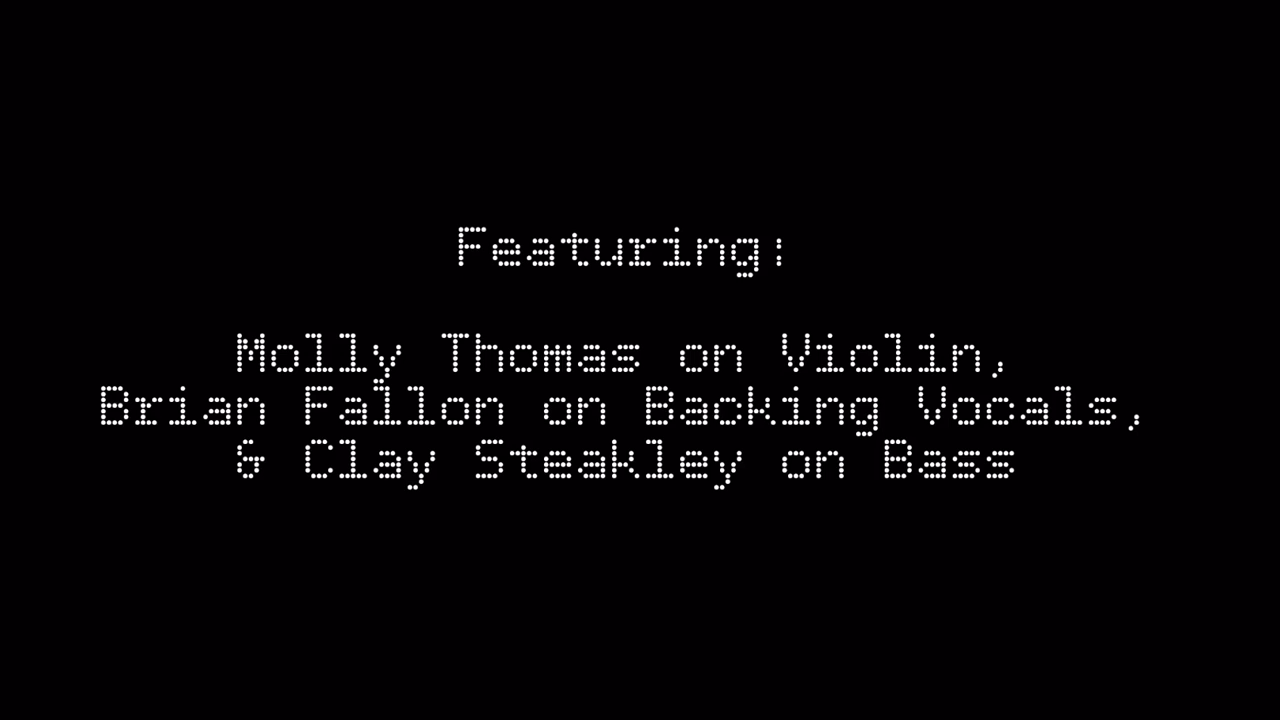 Featuring:
Molly Thomas on Violin,
Brian Fallon on Backing Vocals,
& Clay Steakley on Bass